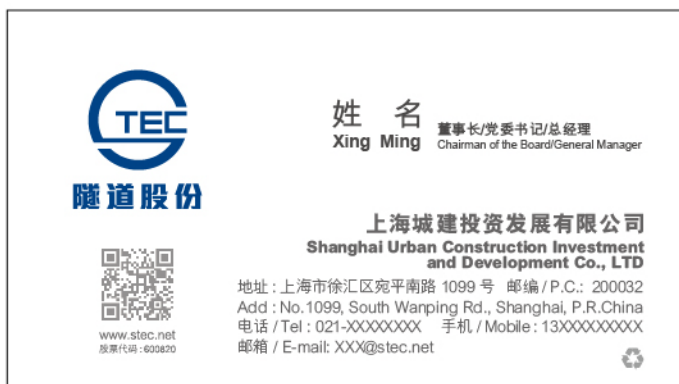 STEC
隧道股份
www.stec.net
股票代码 : 600820
姓 名
Xing Ming
董事长/党委书记/总经理
Chairman of the Board/General Manager
上海城建投资发展有限公司
Shanghai Urban Construction Investment
and Development Co., LTD
地址 : 上海市徐汇区宛平南路 1099 号 邮编 / P.C.: 200032
Add : No.1099, South Wanping Rd., Shanghai, P.R.China
电话 / Tel : 021-XXXXXXXX 手机 / Mobile : 13XXXXXXXXX
邮箱 / E-mail: XXX@stec.net